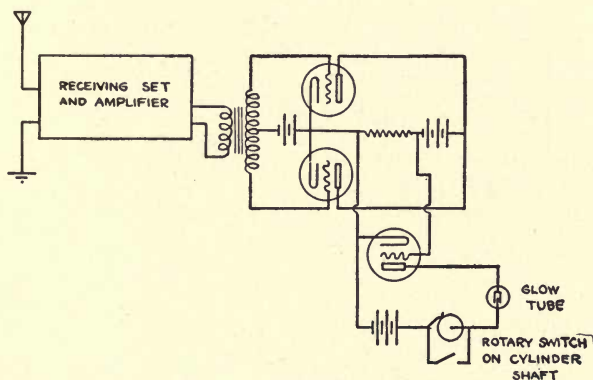 RECEIVING SET
AND AMPLIFIER
GLOW
TUBE
ROTARY SWITCH
ON CYLINDER
SHAFT